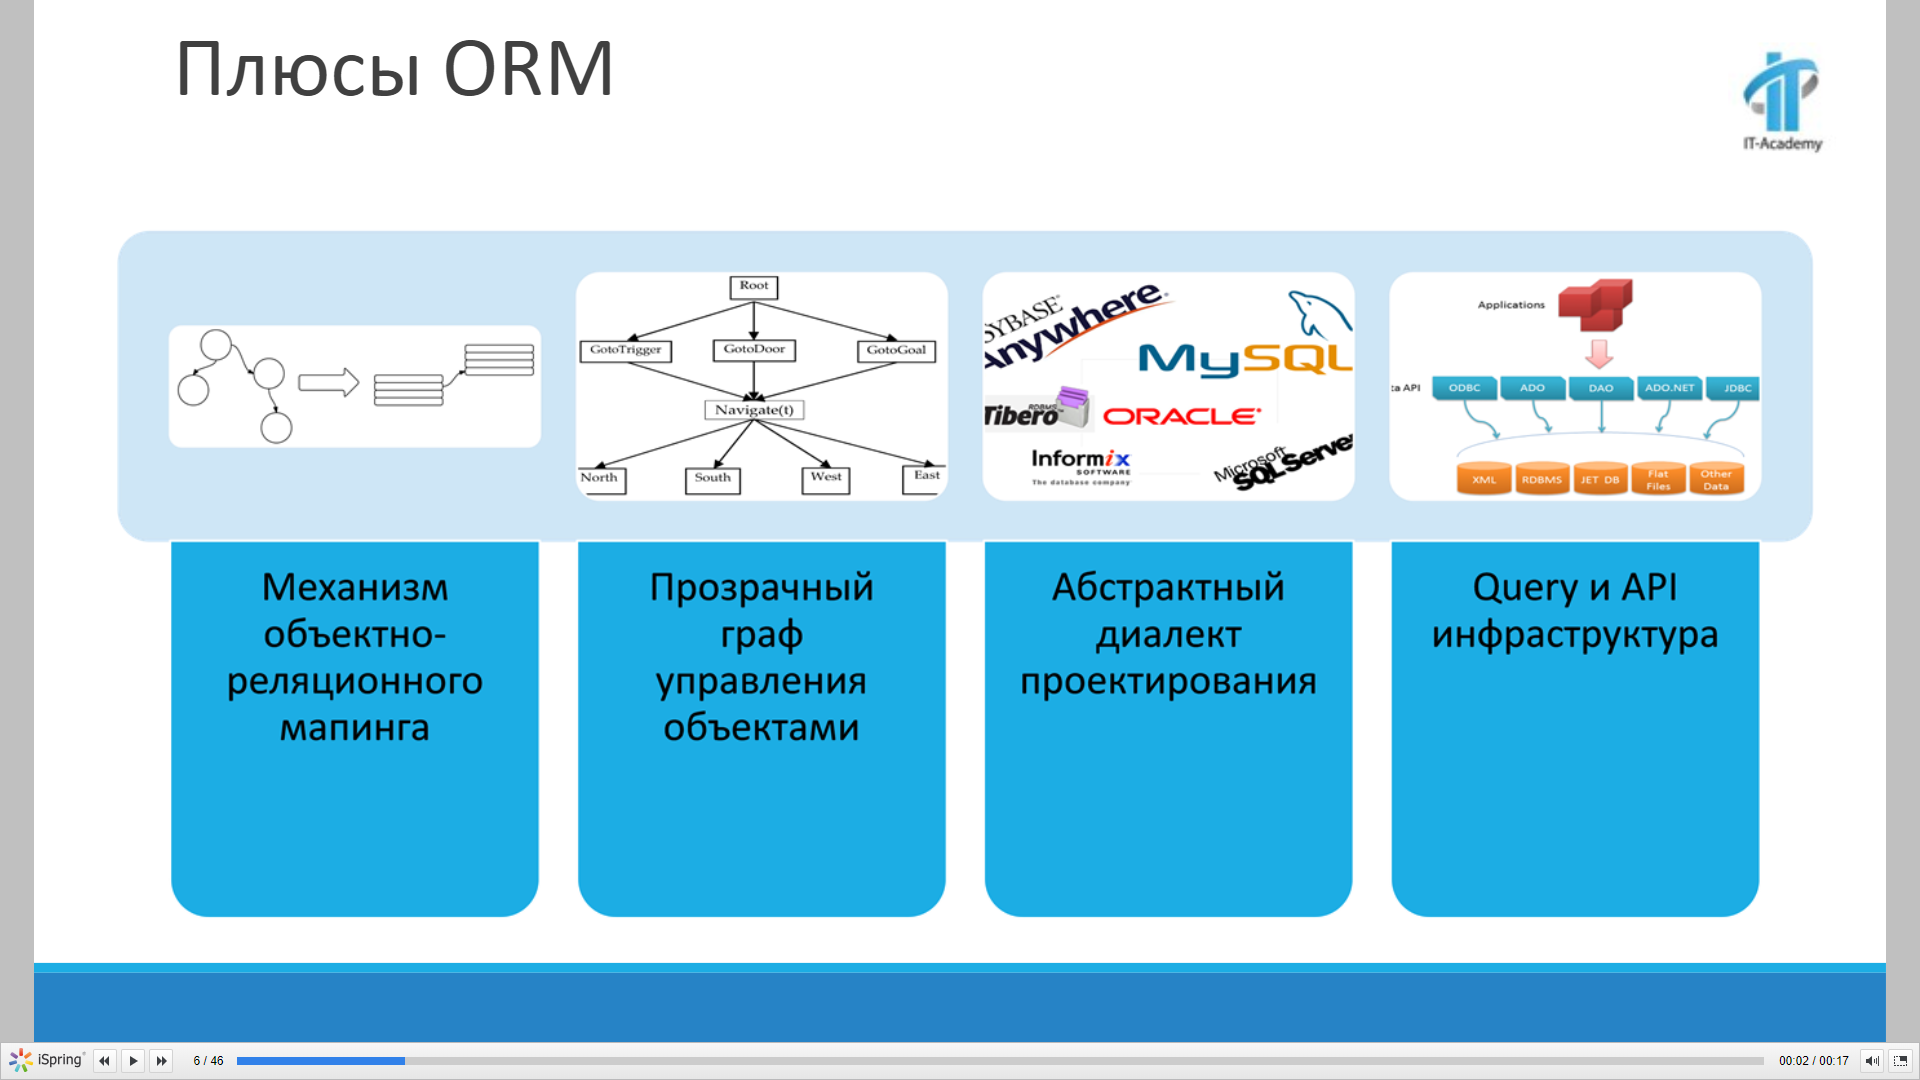 Плюсы ORM
IT-Academy
Root
GotoTrigger
GotoDoor
GotoGoal
Navigate(t)
North
South
West
East
SYBASE
Anywhere
MySQL
Tibero
RDBMS
ORACLE
Informix
SOFTWARE
The database company
Microsoft
SQL Server
Applications
ta API
ODBC
ADO
DAO
ADO.NET
JDBC
XML
RDBMS
JET DB
Flat
Files
Other
Data
Механизм
объектно-
реляционного
мапинга
Прозрачный
граф
управления
объектами
Абстрактный
диалект
проектирования
Query и API
инфраструктура
iSpring
6 / 46
00:02 / 00:17